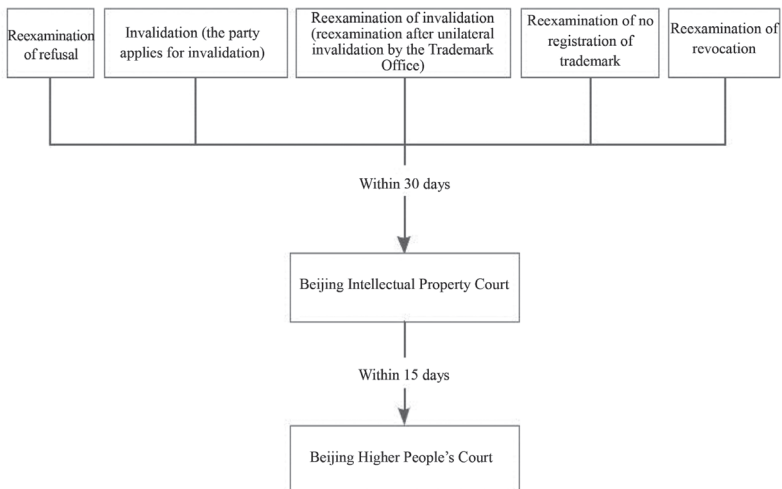 Reexamination
of refusal
Invalidation (the party
applies for invalidation)
Reexamination of invalidation
(reexamination after unilateral
invalidation by the Trademark
Office)
Reexamination of no
registration of
trademark
Reexamination of
revocation
Within 30 days
Beijing Intellectual Property Court
Within 15 days
Beijing Higher People’s Court